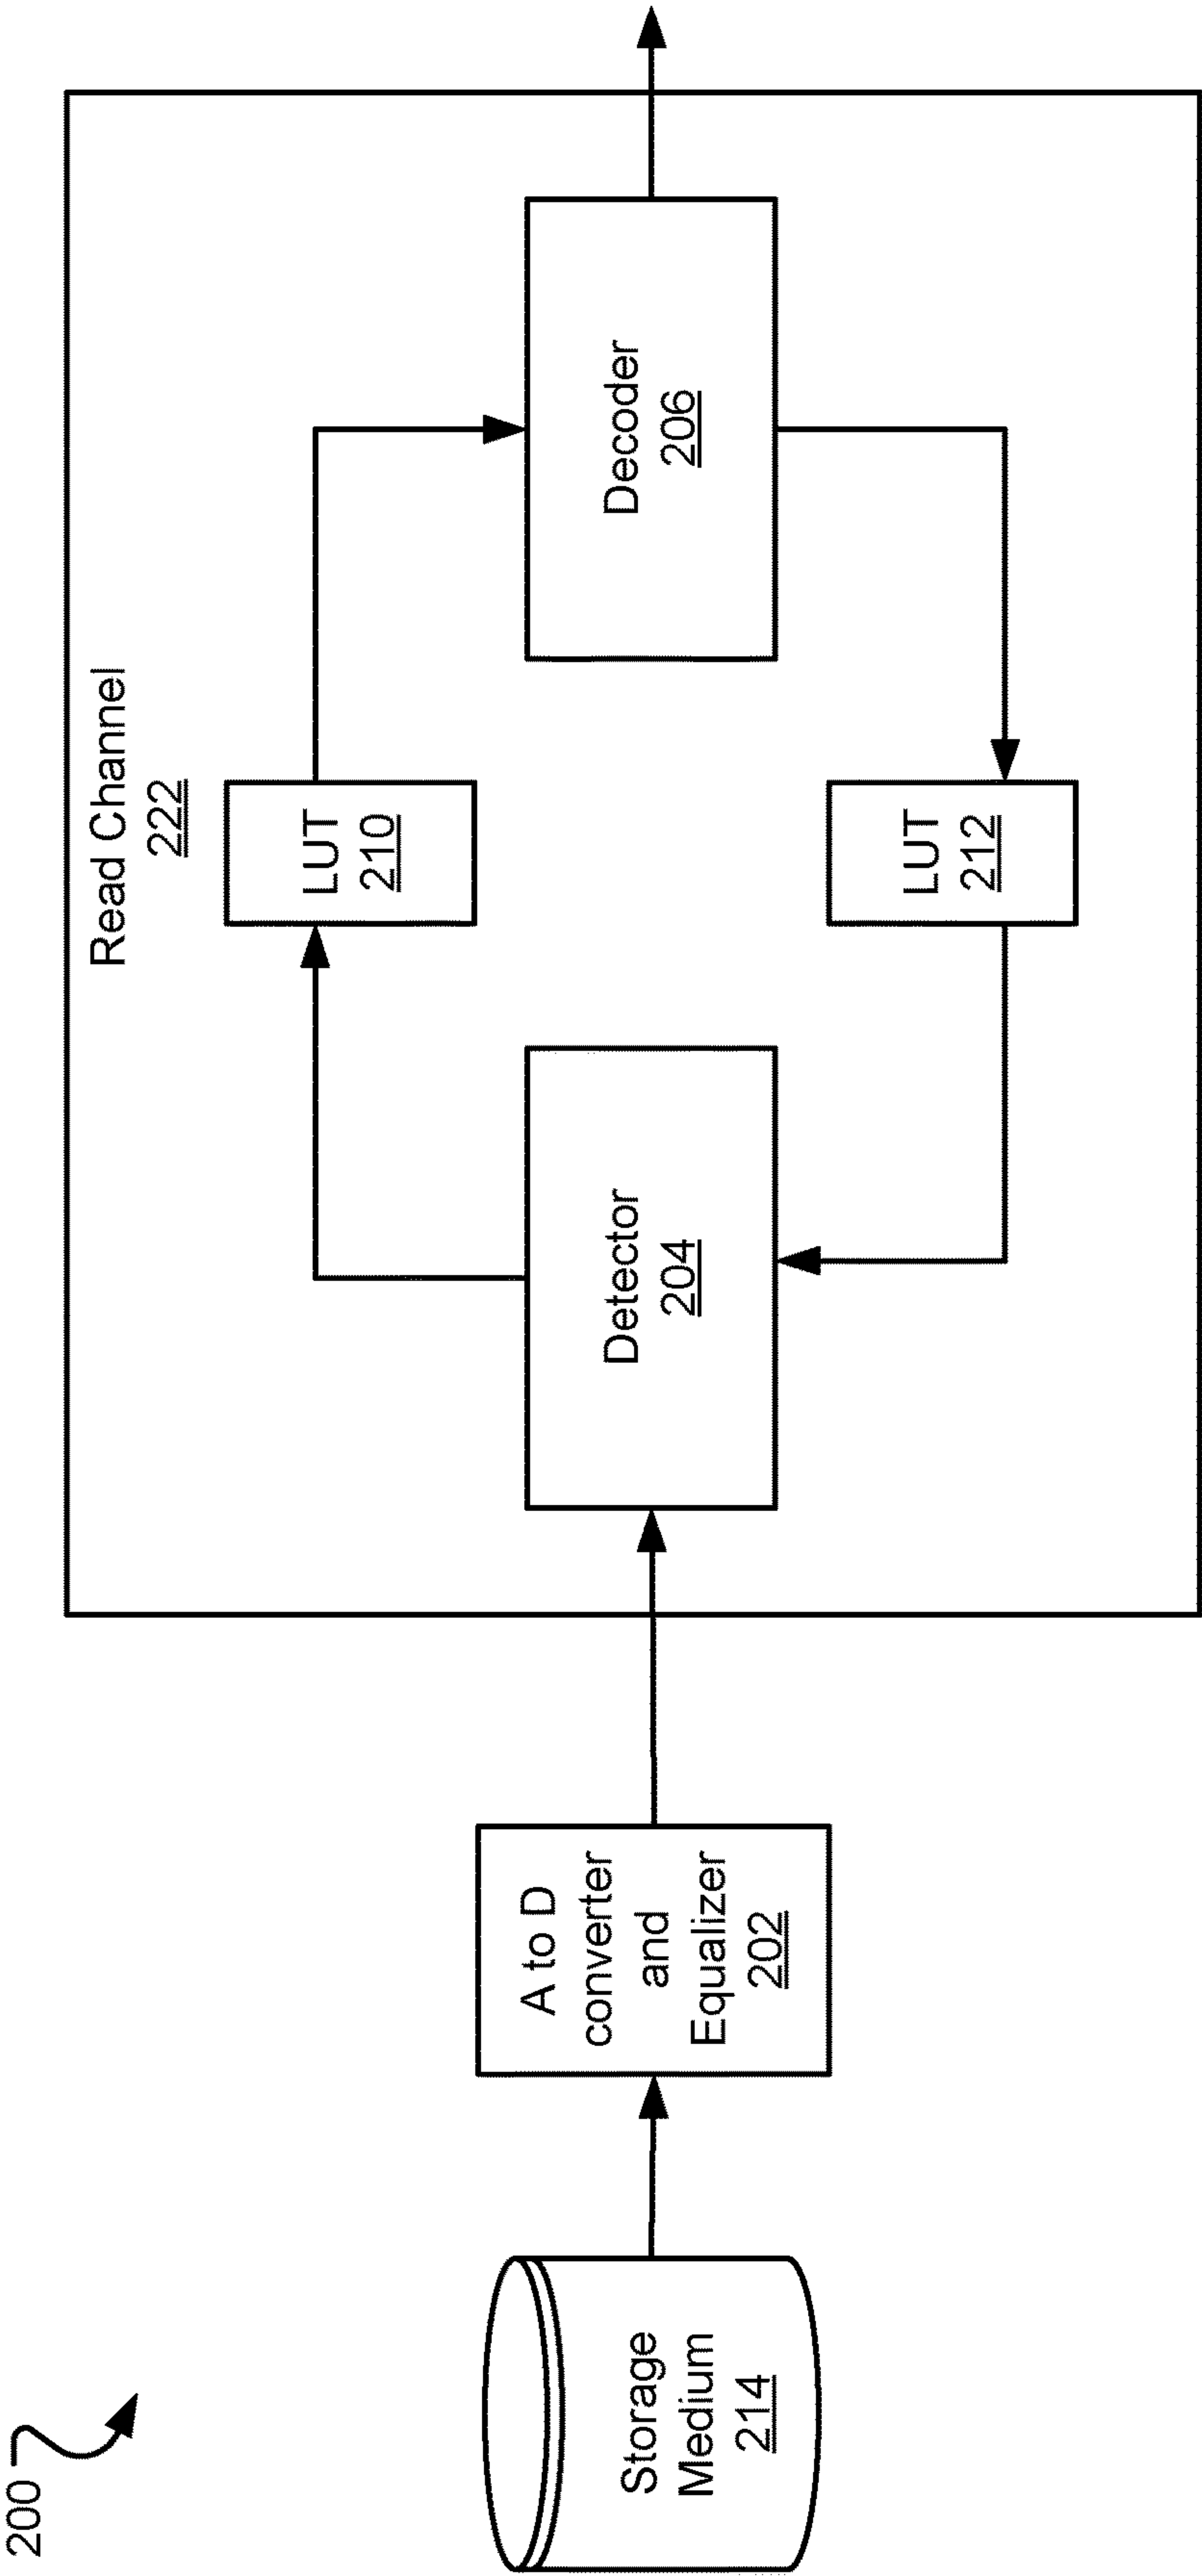 200
Read Channel
222
LUT
210
Storage
Medium
214
A to D
converter
and
Equalizer
202
Detector
204
Decoder
206
LUT
212